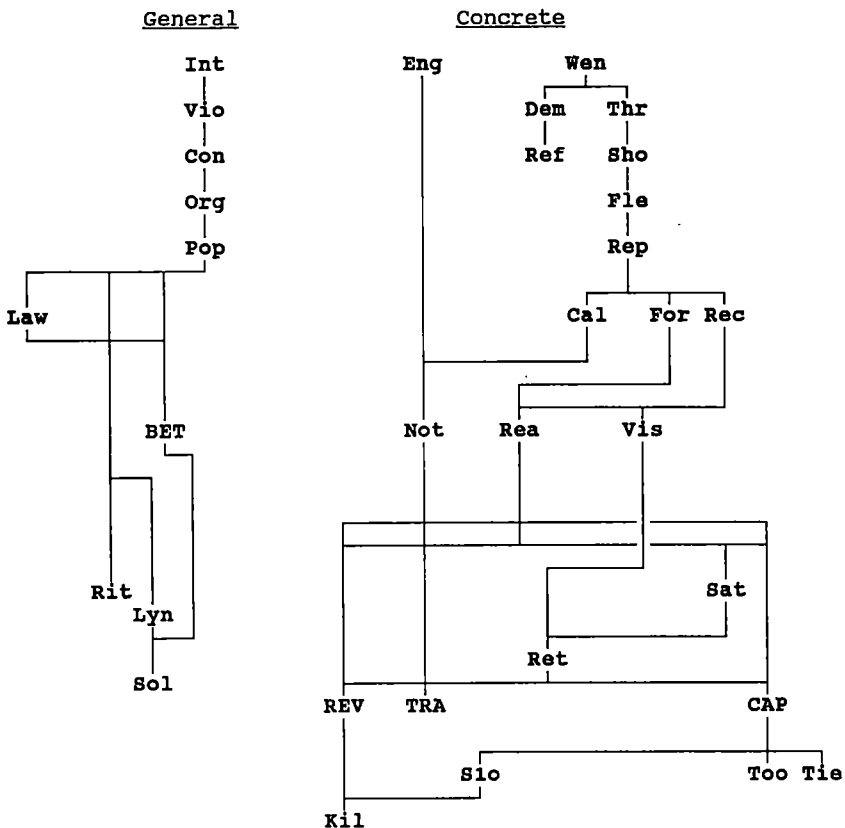 General Concrete
Int Eng Wen
Vio Dem Thr
Con Ref Sho
Org Fle
Pop Rep
Law Cal For Rec
BET Not Rea Vis
Rit Sat
Lyn
Ret
Sol
REV TRA CAP
Slo Too Tie
Kil